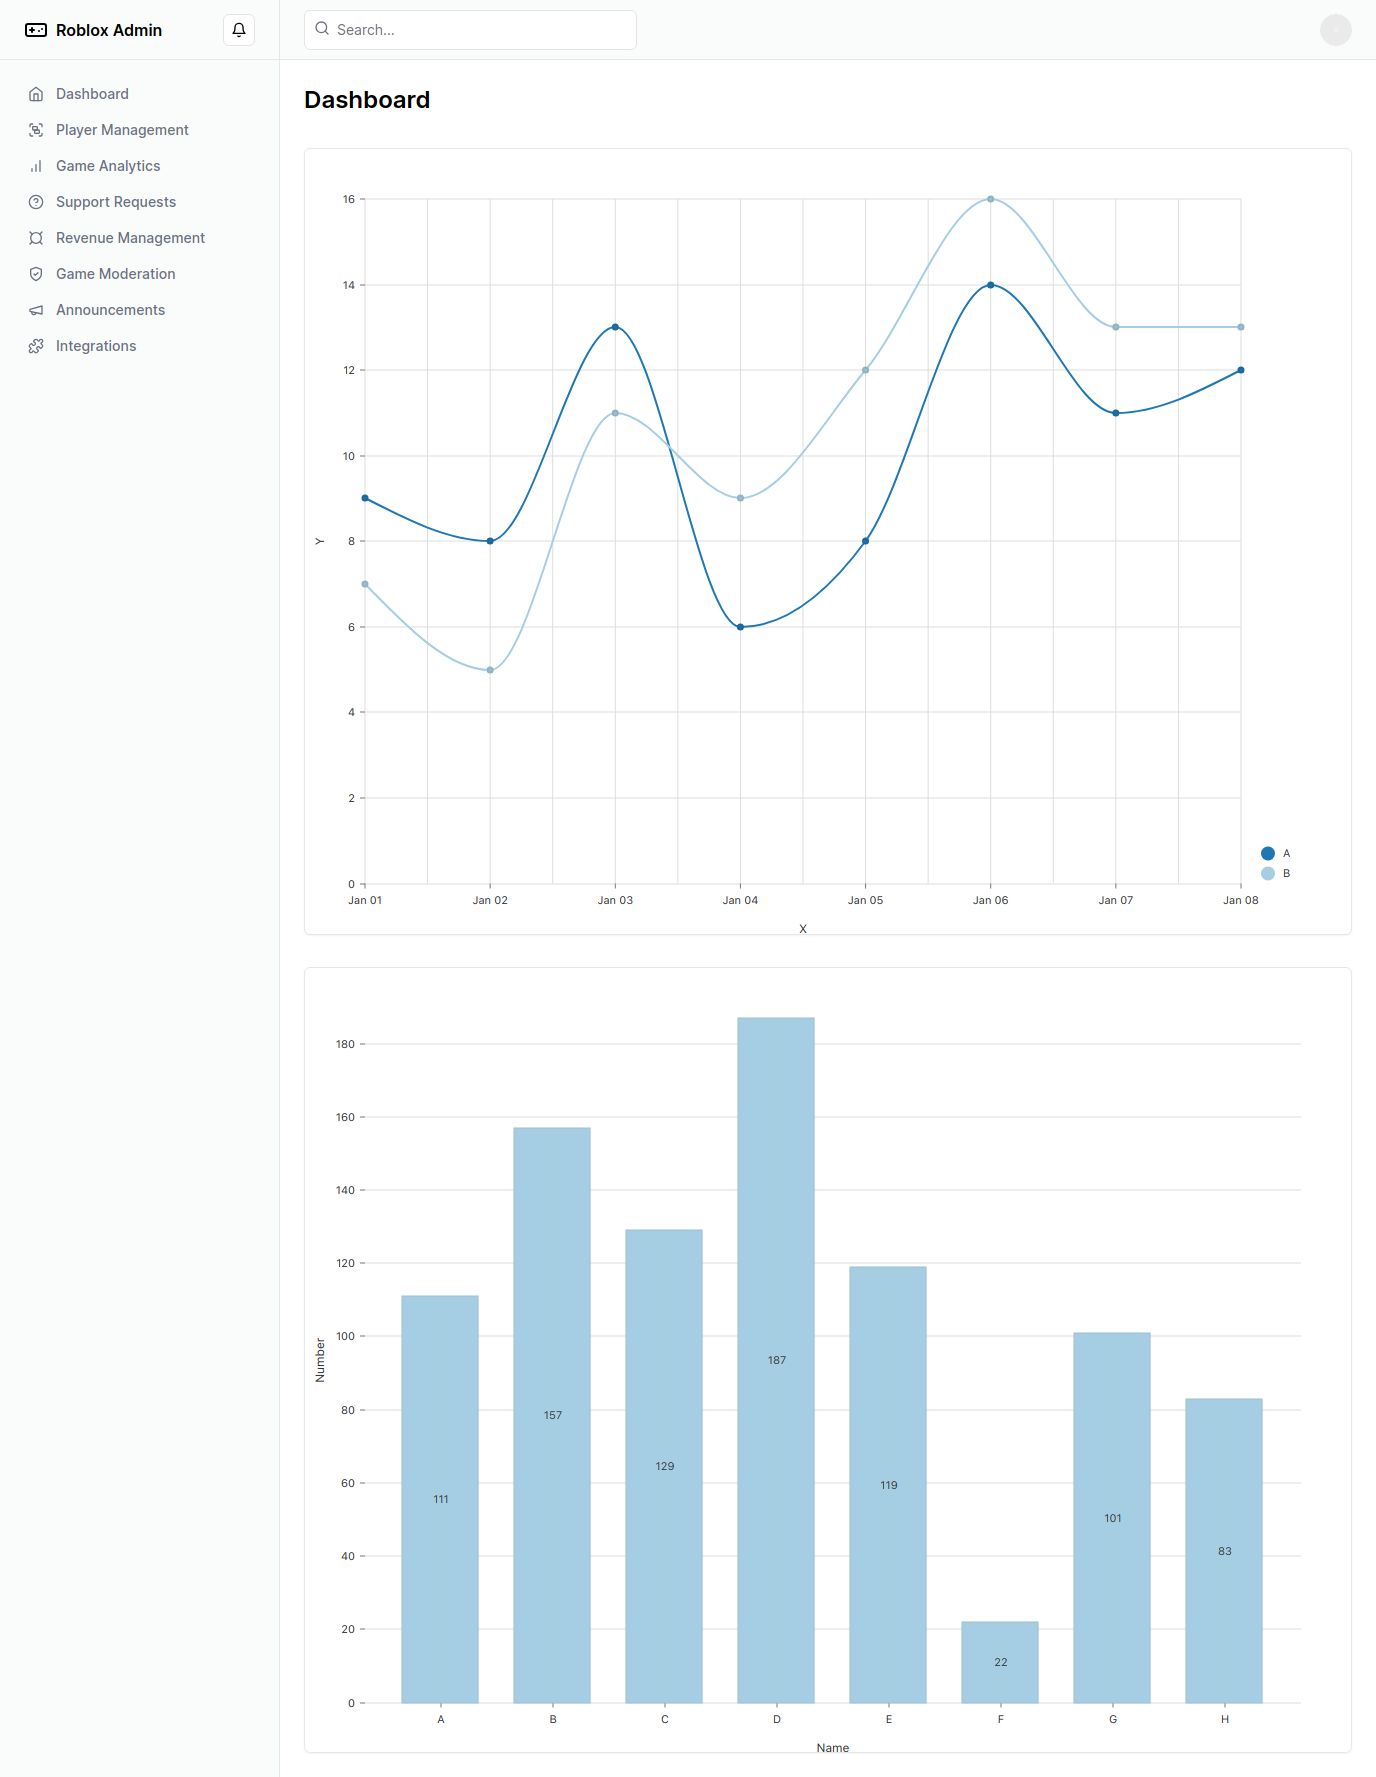 Roblox Admin
Search...
Dashboard
Player Management
Game Analytics
Support Requests
Revenue Management
Game Moderation
Announcements
Integrations
Dashboard
16
14
12
10
8
6
4
2
0
Y
Jan 01 Jan 02 Jan 03 Jan 04 Jan 05 Jan 06 Jan 07 Jan 08
X
A
B
180
160
140
120
100
80
60
40
20
0
Number
111 157 129 187 119 22 101 83
A B C D E F G H
Name